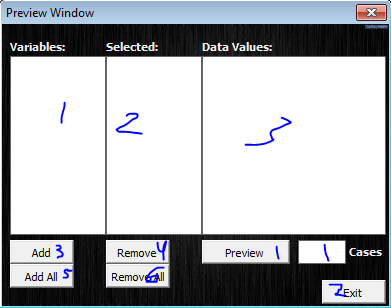 Preview Window
Variables: Selected: Data Values:
1 2 3
Add 3 Remove 4 Preview 1 1 Cases
Add All 5 Remove All 6
7 Exit